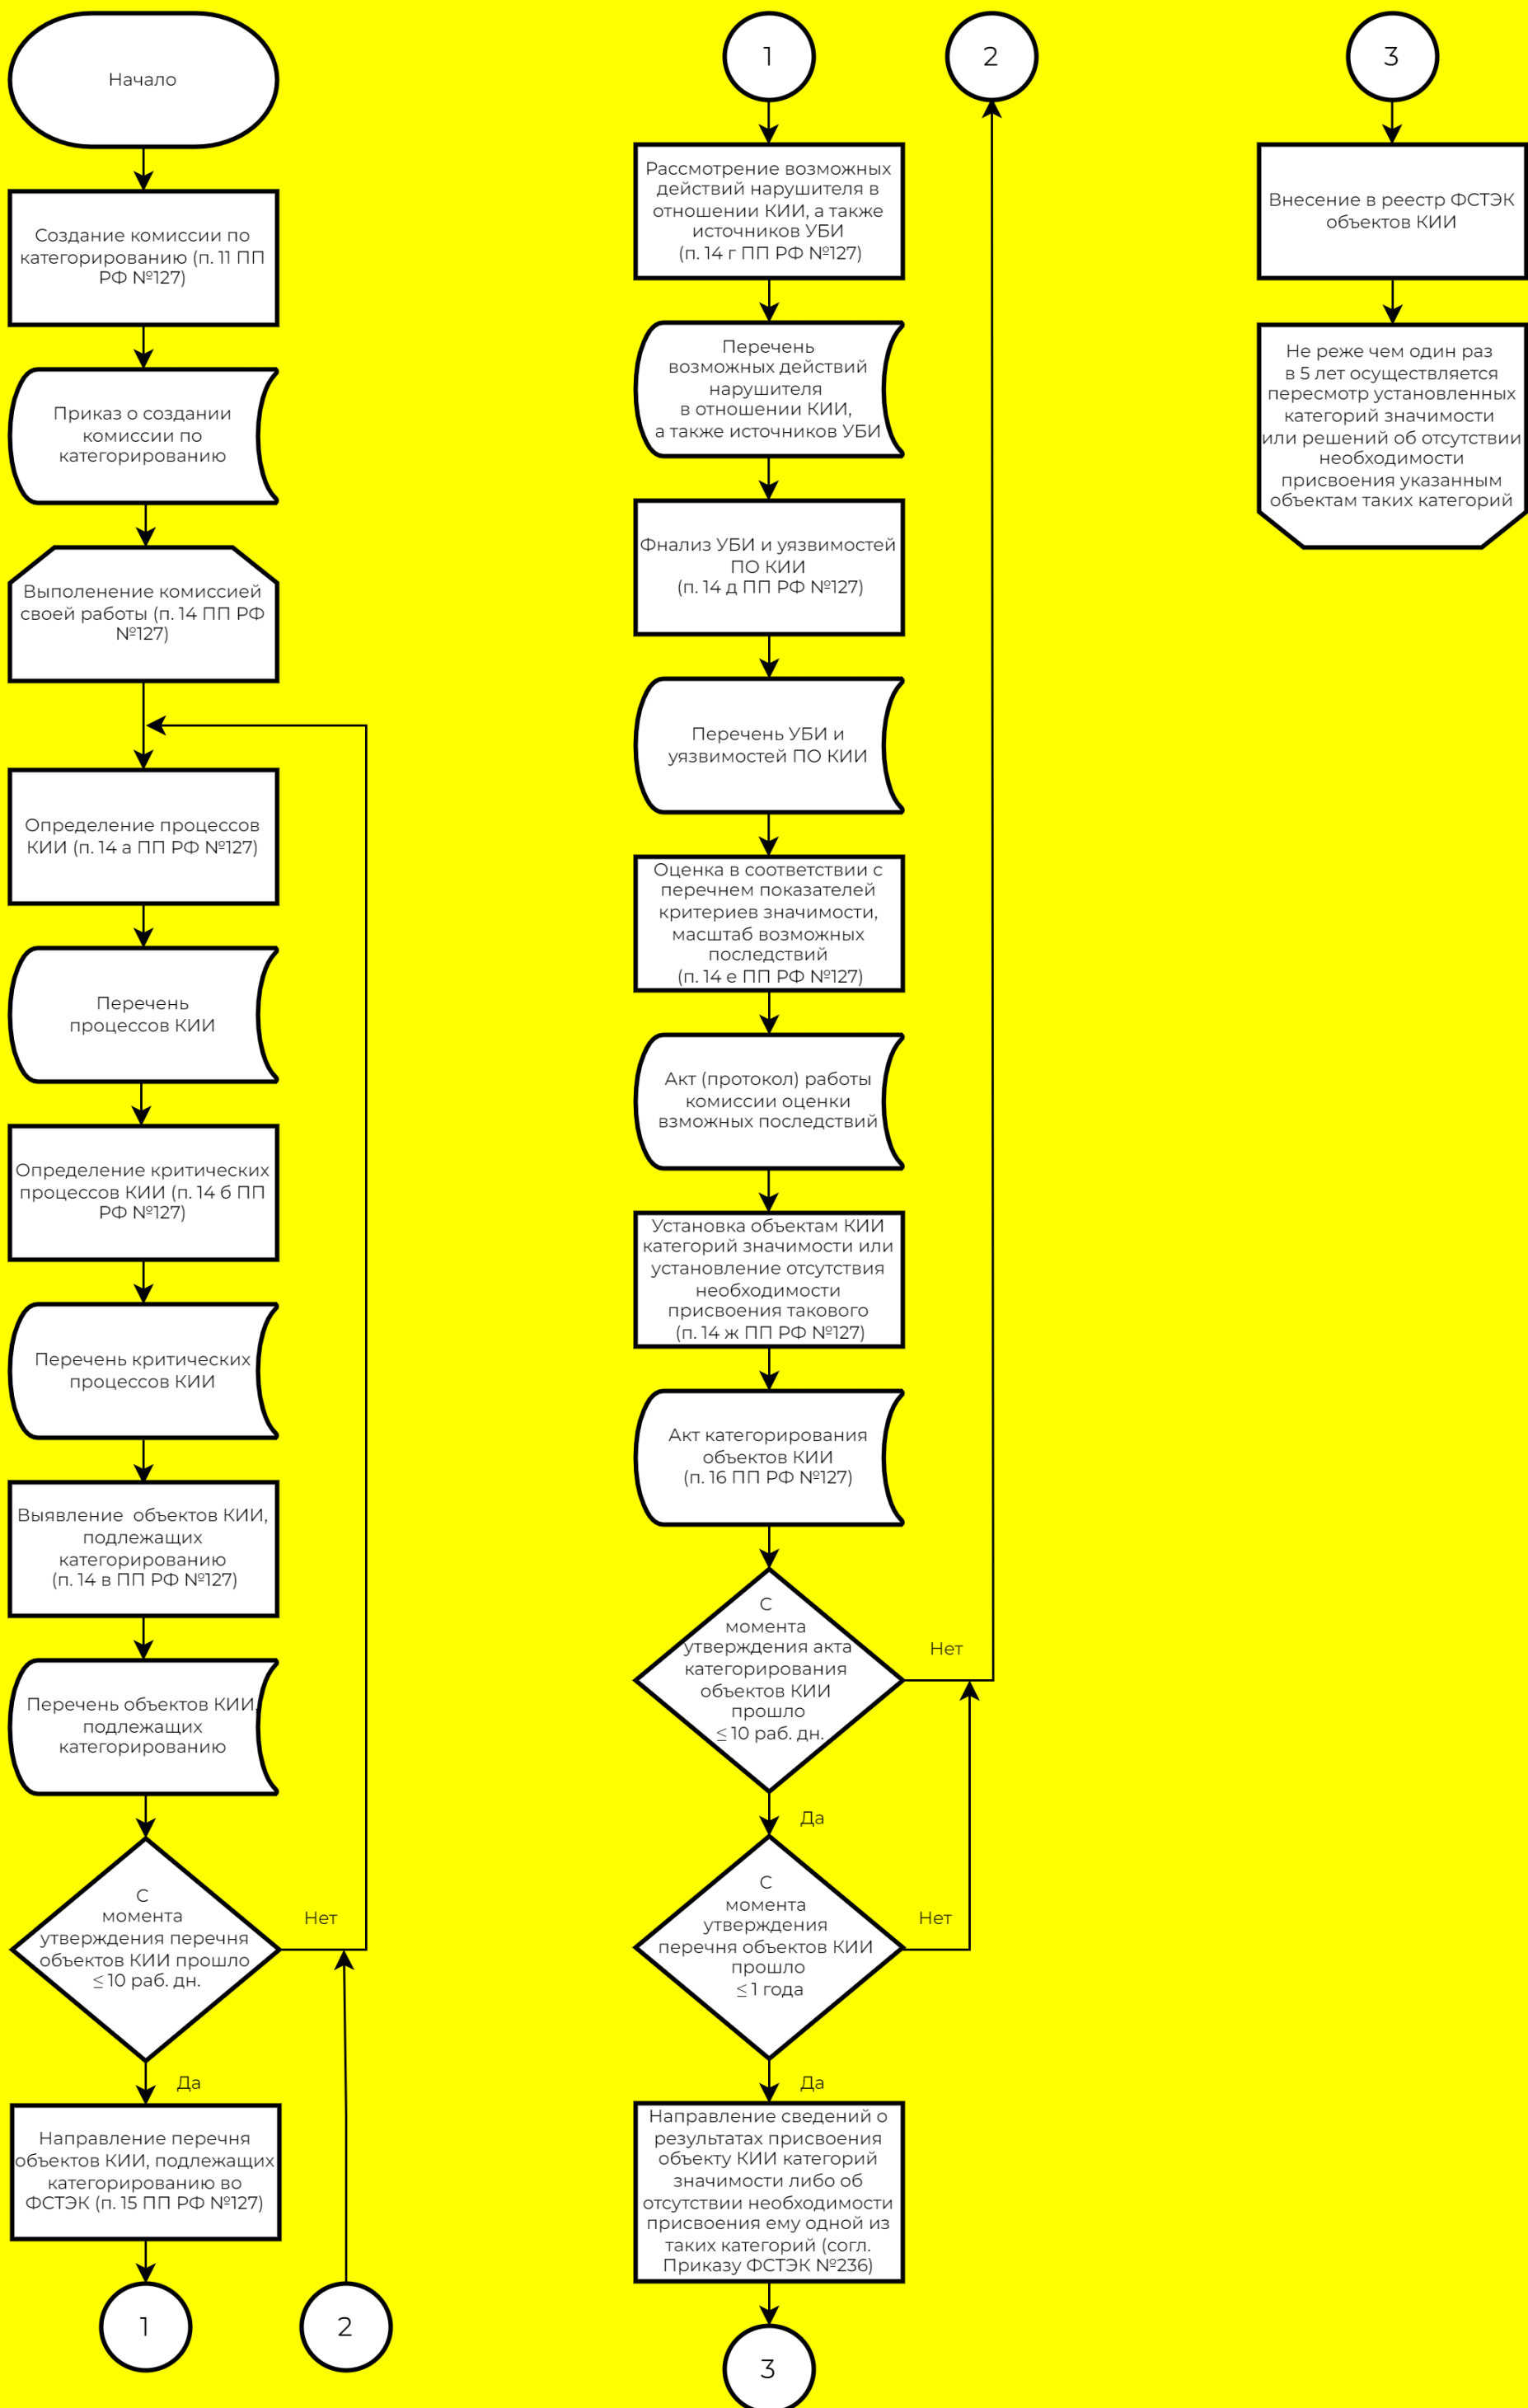 Начало
Создание комиссии по
категорированию (п. 11 ПП
РФ №127)
Приказ о создании
комиссии по
категорированию
Выполенение комиссией
своей работы (п. 14 ПП РФ
№127)
Определение процессов
КИИ (п. 14 а ПП РФ №127)
Перечень
процессов КИИ
Определение критических
процессов КИИ (п. 14 б ПП
РФ №127)
Перечень критических
процессов КИИ
Выявление объектов КИИ,
подлежащих
категорированию
(п. 14 в ПП РФ №127)
Перечень объектов КИИ,
подлежащих
категорированию
С
момента
утверждения перечня
объектов КИИ прошло
≤ 10 раб. дн.
Нет
Да
Направление перечня
объектов КИИ, подлежащих
категорированию во
ФСТЭК (п. 15 ПП РФ №127)
1
2
1
Рассмотрение возможных
действий нарушителя в
отношении КИИ, а также
источников УБИ
(п. 14 г ПП РФ №127)
Перечень
возможных действий
нарушителя
в отношении КИИ,
а также источников УБИ
Фнализ УБИ и уязвимостей
ПО КИИ
(п. 14 д ПП РФ №127)
Перечень УБИ и
уязвимостей ПО КИИ
Оценка в соответствии с
перечнем показателей
критериев значимости,
масштаб возможных
последствий
(п. 14 е ПП РФ №127)
Акт (протокол) работы
комиссии оценки
взможных последствий
Установка объектам КИИ
категорий значимости или
установление отсутствия
необходимости
присвоения такового
(п. 14 ж ПП РФ №127)
Акт категорирования
объектов КИИ
(п. 16 ПП РФ №127)
С
момента
утверждения акта
категорирования
объектов КИИ
прошло
≤ 10 раб. дн.
Нет
Да
С
момента
утверждения
перечня объектов КИИ
прошло
≤ 1 года
Нет
Да
Направление сведений о
результатах присвоения
объекту КИИ категорий
значимости либо об
отсутствии необходимости
присвоения ему одной из
таких категорий (согл.
Приказу ФСТЭК №236)
3
2
3
Внесение в реестр ФСТЭК
объектов КИИ
Не реже чем один раз
в 5 лет осуществляется
пересмотр установленных
категорий значимости
или решений об отсутствии
необходимости
присвоения указанным
объектам таких категорий